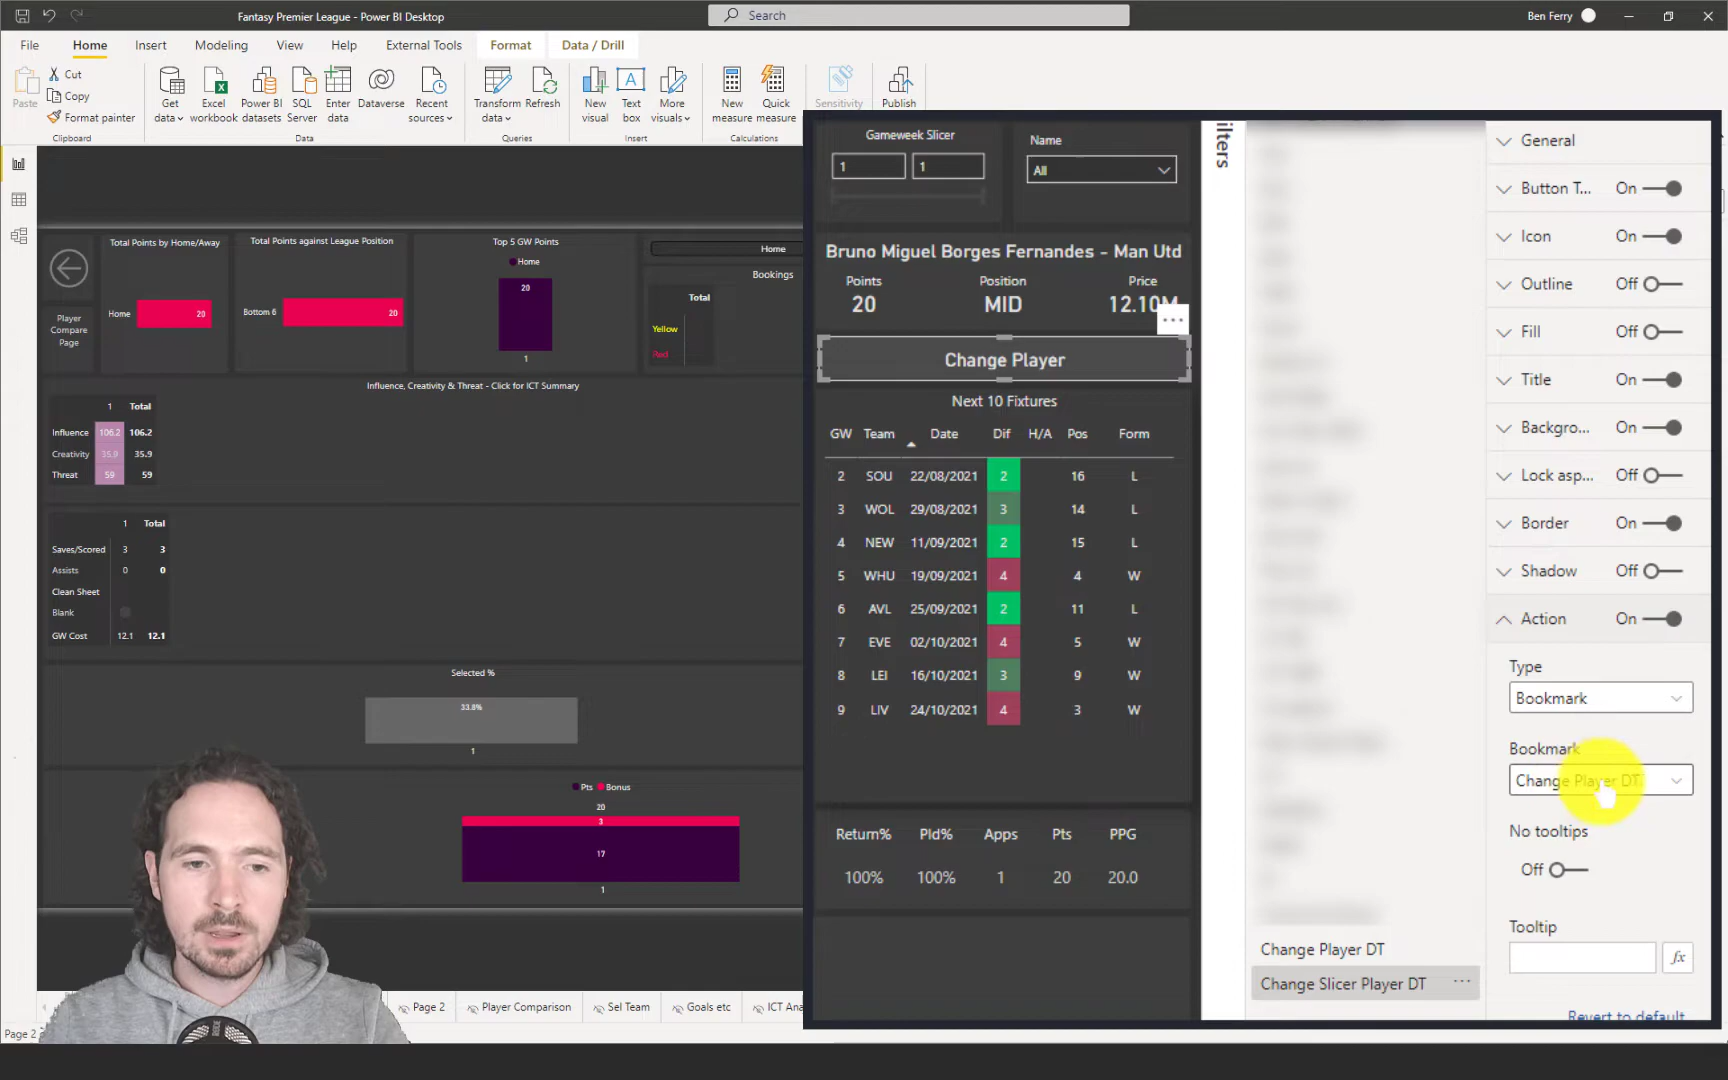 Fantasy Premier League - Power BI Desktop
Search
Ben Ferry
File
Home
Insert
Modeling
View
Help
External Tools
Format
Data / Drill
Paste
Cut
Copy
Format painter
Clipboard
Get data
Excel workbook
Power BI datasets
SQL Server
Enter data
Dataverse
Recent sources
Data
Transform data
Refresh
Queries
New visual
Text box
More visuals
Insert
New measure
Quick measure
Calculations
Sensitivity
Publish
Total Points by Home/Away
Home
20
Total Points against League Position
Bottom 6
20
Top 5 GW Points
Home
20
1
Home
Bookings
Total
Yellow
Red
Player
Compare
Page
Influence, Creativity & Threat - Click for ICT Summary
1 Total
Influence 106.2 106.2
Creativity 35.9 35.9
Threat 59 59
1 Total
Saves/Scored 3 3
Assists 0 0
Clean Sheet
Blank
GW Cost 12.1 12.1
Selected %
33.8%
1
Pts Bonus
20
3
17
1
Page 2
Player Comparison
Sel Team
Goals etc
ICT Ana
Page 2
Gameweek Slicer
1 1
Name
All
Bruno Miguel Borges Fernandes - Man Utd
Points Position Price
20 MID 12.10M
Change Player
Next 10 Fixtures
GW Team Date Dif H/A Pos Form
2 SOU 22/08/2021 2 16 L
3 WOL 29/08/2021 3 14 L
4 NEW 11/09/2021 2 15 L
5 WHU 19/09/2021 4 4 W
6 AVL 25/09/2021 2 11 L
7 EVE 02/10/2021 4 5 W
8 LEI 16/10/2021 3 9 W
9 LIV 24/10/2021 4 3 W
Return% Pld% Apps Pts PPG
100% 100% 1 20 20.0
ilters
Change Player DT
Change Slicer Player DT
General
Button T... On
Icon On
Outline Off
Fill Off
Title On
Backgro... On
Lock asp... Off
Border On
Shadow Off
Action On
Type
Bookmark
Bookmark
Change Player DT
No tooltips
Off
Tooltip
fx
Revert to default